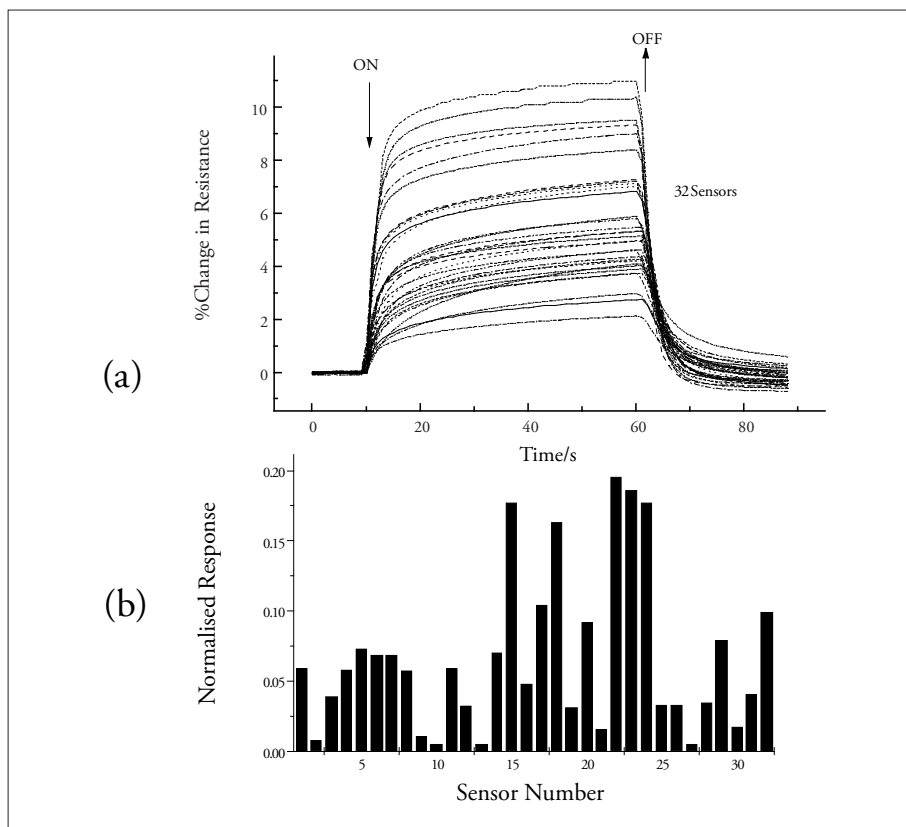 ON
OFF
10
8
6
4
2
0
%Change in Resistance
32Sensors
(a)
0 20 40 60 80
Time/s
0.20
0.15
0.10
0.05
0.00
Normalised Response
(b)
5 10 15 20 25 30
Sensor Number